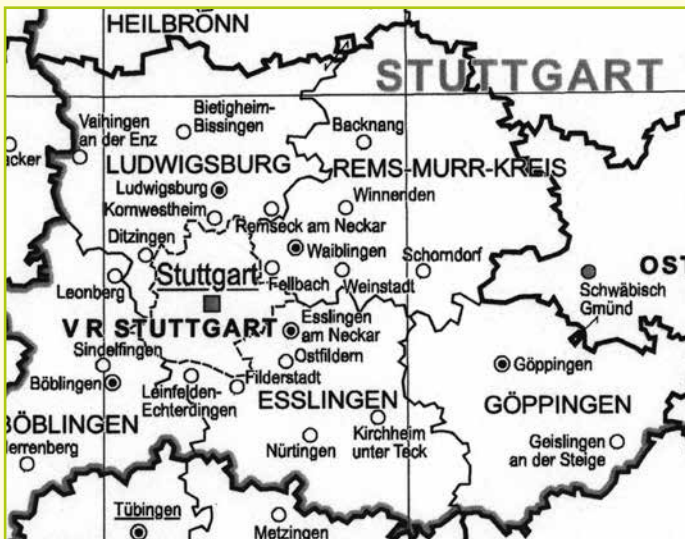 HEILBRONN
STUTTGART
Vaihingen
an der Enz
Bietigheim-
Bissingen
Backnang
acker
LUDWIGSBURG
REMS-MURR-KREIS
Ludwigsburg
Winnenden
Kornwestheim
Remseck am Neckar
Ditzingen
Waiblingen
Schorndorf
OST
Stuttgart
Fellbach
Weinstadt
Leonberg
Schwäbisch
Gmünd
VR STUTTGART
Esslingen
am Neckar
Sindelfingen
Ostfildern
Göppingen
Böblingen
Leinfelden-
Echterdingen
Filderstadt
ESSLINGEN
GÖPPINGEN
BÖBLINGEN
Kirchheim
unter Teck
Herrenberg
Nürtingen
Geislingen
an der Steige
Tübingen
Metzingen